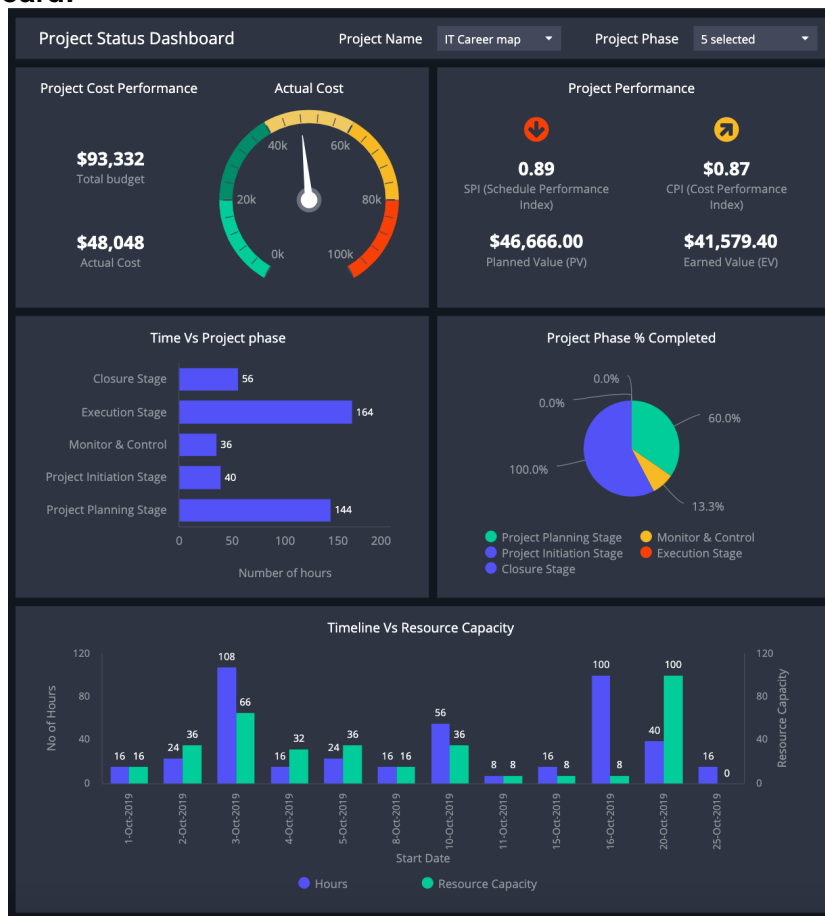 Project Status Dashboard
Project Name
IT Career map
Project Phase
5 selected
Project Cost Performance
Actual Cost
$93,332
Total budget
$48,048
Actual Cost
0k
20k
40k
60k
80k
100k
Project Performance
0.89
SPI (Schedule Performance
Index)
$0.87
CPI (Cost Performance
Index)
$46,666.00
Planned Value (PV)
$41,579.40
Earned Value (EV)
Time Vs Project phase
Closure Stage
56
Execution Stage
164
Monitor & Control
36
Project Initiation Stage
40
Project Planning Stage
144
0 50 100 150 200
Number of hours
Project Phase % Completed
0.0%
0.0%
60.0%
100.0%
13.3%
Project Planning Stage
Monitor & Control
Project Initiation Stage
Execution Stage
Closure Stage
Timeline Vs Resource Capacity
No of Hours
120
80
40
0
16 16
24 36
108 66
16 32
24 36
16 16
56 36
8 8
16 8
100 8
40 100
16 0
120
80
40
0
Resource Capacity
1-Oct-2019
2-Oct-2019
3-Oct-2019
4-Oct-2019
5-Oct-2019
8-Oct-2019
10-Oct-2019
11-Oct-2019
15-Oct-2019
16-Oct-2019
20-Oct-2019
25-Oct-2019
Start Date
Hours
Resource Capacity